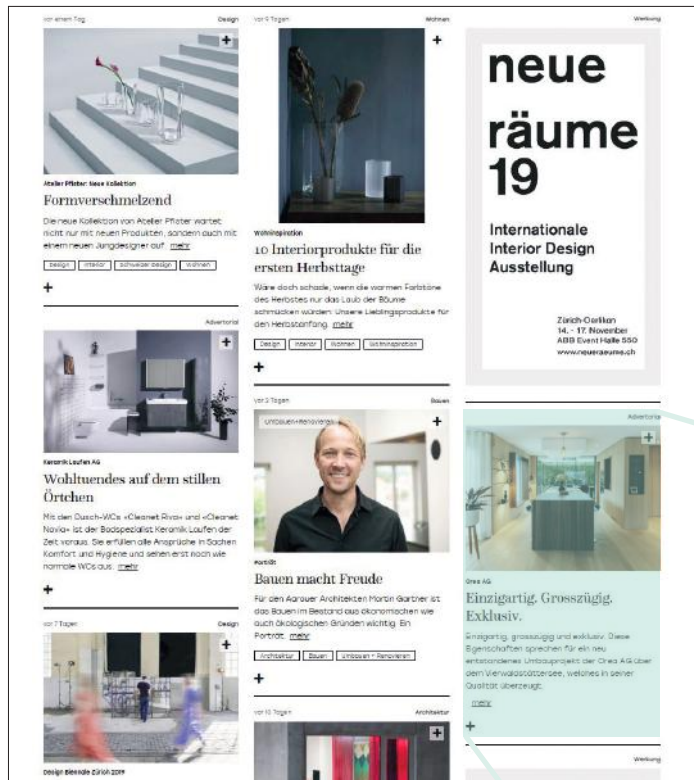 vor einem Tag
Design
Atelier Pfister: Neue Kollektion
Formverschmelzend
Die neue Kollektion von Atelier Pfister wartet
nicht nur mit neuen Produkten, sondern auch mit
einem neuen Jungdesigner auf. mehr
Design
Interior
Schweizer Design
Wohnen
Advertorial
Keramik Laufen AG
Wohltuendes auf dem stillen
Örtchen
Mit den Dusch-WCs «Cleanet Riva» und «Cleanet
Navia» ist der Badspezialist Keramik Laufen der
Zeit voraus. Sie erfüllen alle Ansprüche in Sachen
Komfort und Hygiene und sehen erst noch wie
normale WCs aus. mehr
vor 7 Tagen
Design
Design Biennale Zürich 2019
vor 9 Tagen
Wohnen
Wohninspiration
10 Interiorprodukte für die
ersten Herbsttage
Wäre doch schade, wenn die warmen Farbtöne
des Herbstes nur das Laub der Bäume
schmücken würden: Unsere Lieblingsprodukte für
den Herbstanfang. mehr
Design
Interior
Wohnen
Wohninspiration
vor 3 Tagen
Bauen
Umbauen+Renovieren
Porträt
Bauen macht Freude
Für den Aarauer Architekten Martin Gärtner ist
das Bauen im Bestand aus ökonomischen wie
auch ökologischen Gründen wichtig. Ein
Porträt. mehr
Architektur
Bauen
Umbauen + Renovieren
vor 10 Tagen
Architektur
Werbung
neue
räume
19
Internationale
Interior Design
Ausstellung
Zürich-Oerlikon
14. - 17. November
ABB Event Halle 550
www.neueraeume.ch
Advertorial
Orea AG
Einzigartig. Grosszügig.
Exklusiv.
Einzigartig, grosszügig und exklusiv. Diese
Eigenschaften sprechen für ein neu
entstandenes Umbauprojekt der Orea AG über
dem Vierwaldstättersee, welches in seiner
Qualität überzeugt.
mehr
Werbung